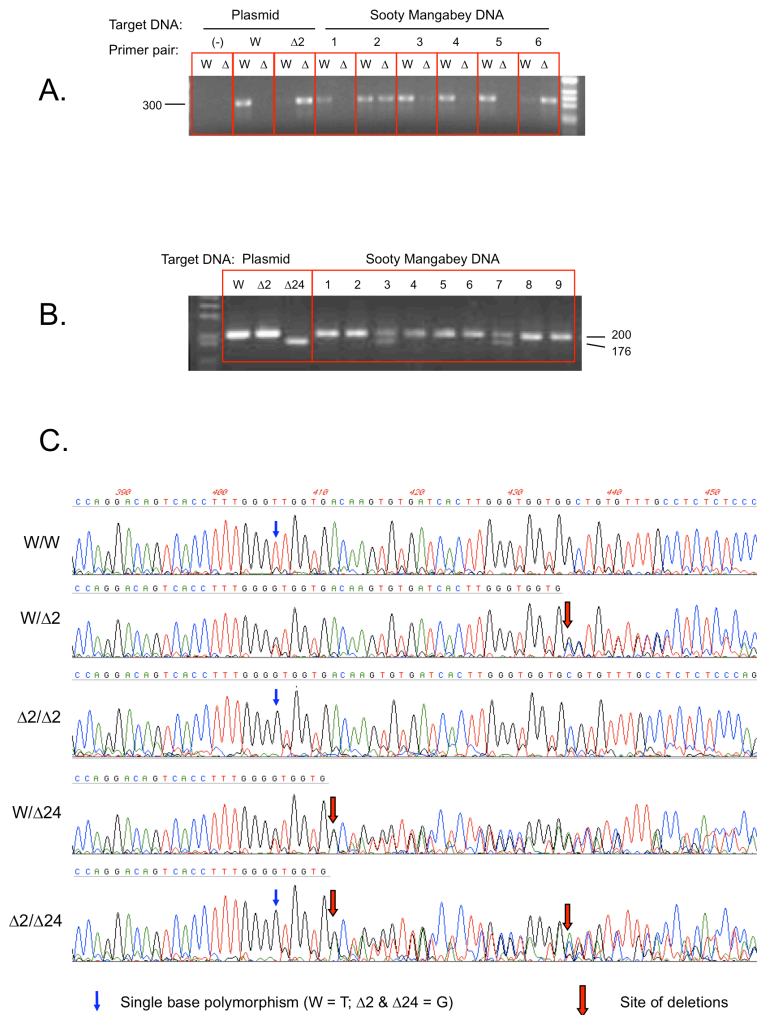 A.
Target DNA:
Plasmid
Sooty Mangabey DNA
Primer pair:
(-) W Δ2 1 2 3 4 5 6
W Δ W Δ W Δ W Δ W Δ W Δ W Δ W Δ W Δ
300
B.
Target DNA: Plasmid Sooty Mangabey DNA
W Δ2 Δ24 1 2 3 4 5 6 7 8 9
200
176
C.
390 400 410 420 430 440 450
C C A G G A C A G T C A C C T T T G G G T T G G T G A C A A G T G T G A T C A C T T G G G T G G T G G C T G T G T T T G C C T C T C T C C C
W/W
C C A G G A C A G T C A C C T T T G G G G T G G T G A C A A G T G T G A T C A C T T G G G T G G T G
W/Δ2
C C A G G A C A G T C A C C T T T G G G G T G G T G A C A A G T G T G A T C A C T T G G G T G G T G C G T G T T T G C C T C T C T C C C A G
Δ2/Δ2
C C A G G A C A G T C A C C T T T G G G G T G G T G
W/Δ24
C C A G G A C A G T C A C C T T T G G G G T G G T G
Δ2/Δ24
Single base polymorphism (W = T; Δ2 & Δ24 = G)
Site of deletions